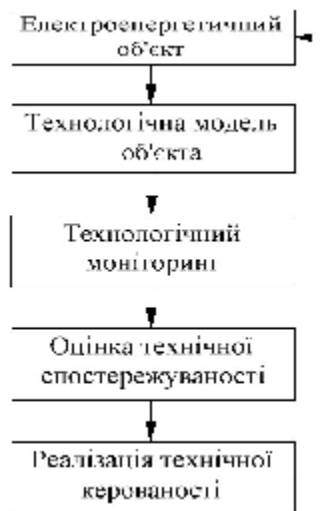 Електроенергетичний
об'єкт
Технологічна модель
об'єкта
Технологічний
моніторинг
Оцінка технічної
спостережуваності
Реалізація технічної
керованості